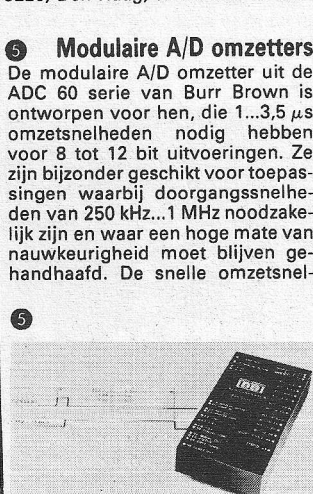 5 Modulaire A/D omzetters
De modulaire A/D omzetter uit de
ADC 60 serie van Burr Brown is
ontworpen voor hen, die 1...3,5 μs
omzetsnelheden nodig hebben
voor 8 tot 12 bit uitvoeringen. Ze
zijn bijzonder geschikt voor toepas-
singen waarbij doorgangssnelhe-
den van 250 kHz...1 MHz noodzake-
lijk zijn en waar een hoge mate van
nauwkeurigheid moet blijven ge-
handhaafd. De snelle omzetsnel-
5